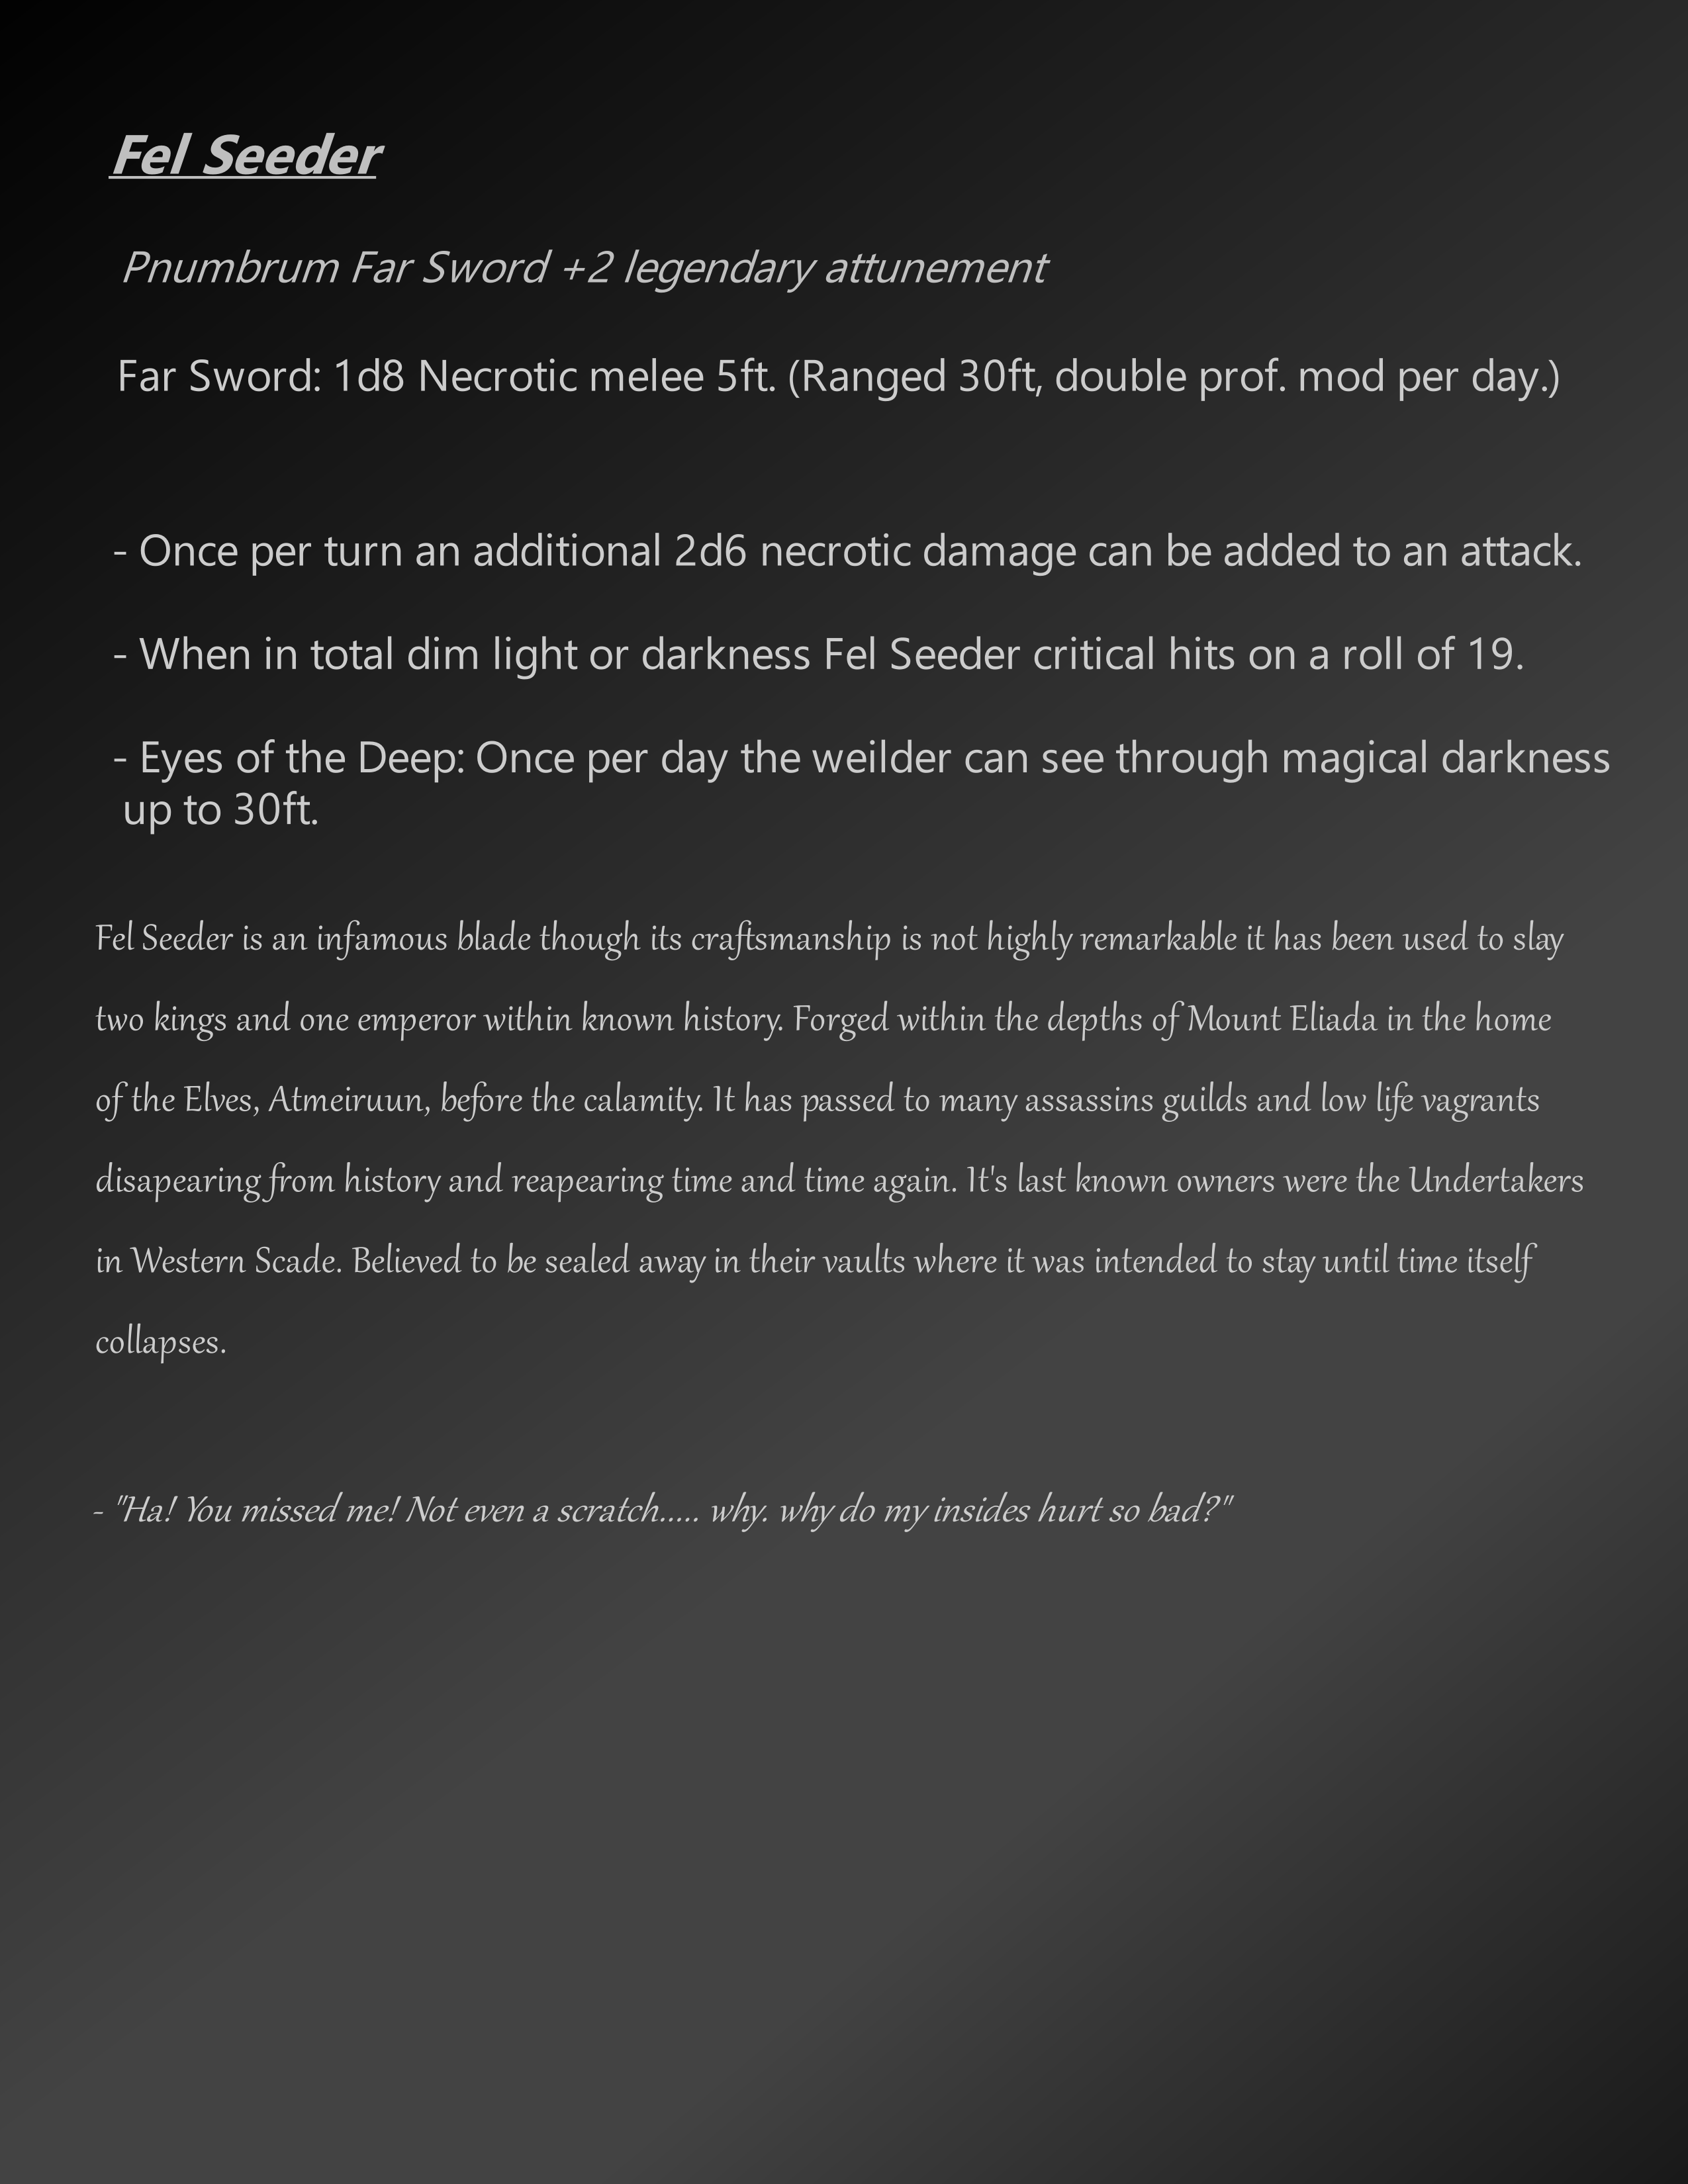 Fel Seeder
Pnumbrum Far Sword +2 legendary attunement
Far Sword: 1d8 Necrotic melee 5ft. (Ranged 30ft, double prof. mod per day.)
- Once per turn an additional 2d6 necrotic damage can be added to an attack.
- When in total dim light or darkness Fel Seeder critical hits on a roll of 19.
- Eyes of the Deep: Once per day the weilder can see through magical darkness
up to 30ft.
Fel Seeder is an infamous blade though its craftsmanship is not highly remarkable it has been used to slay
two kings and one emperor within known history. Forged within the depths of Mount Eliada in the home
of the Elves, Atmeiruun, before the calamity. It has passed to many assassins guilds and low life vagrants
disapearing from history and reapearing time and time again. It's last known owners were the Undertakers
in Western Scade. Believed to be sealed away in their vaults where it was intended to stay until time itself
collapses.
- "Ha! You missed me! Not even a scratch..... why. why do my insides hurt so bad?"